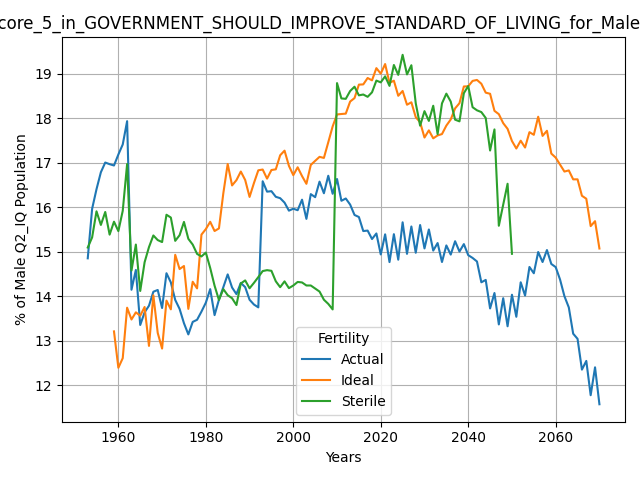 core_5_in_GOVERNMENT_SHOULD_IMPROVE_STANDARD_OF_LIVING_for_Male
% of Male Q2_IQ Population
19
18
17
16
15
14
13
12
Fertility
Actual
Ideal
Sterile
1960 1980 2000 2020 2040 2060
Years